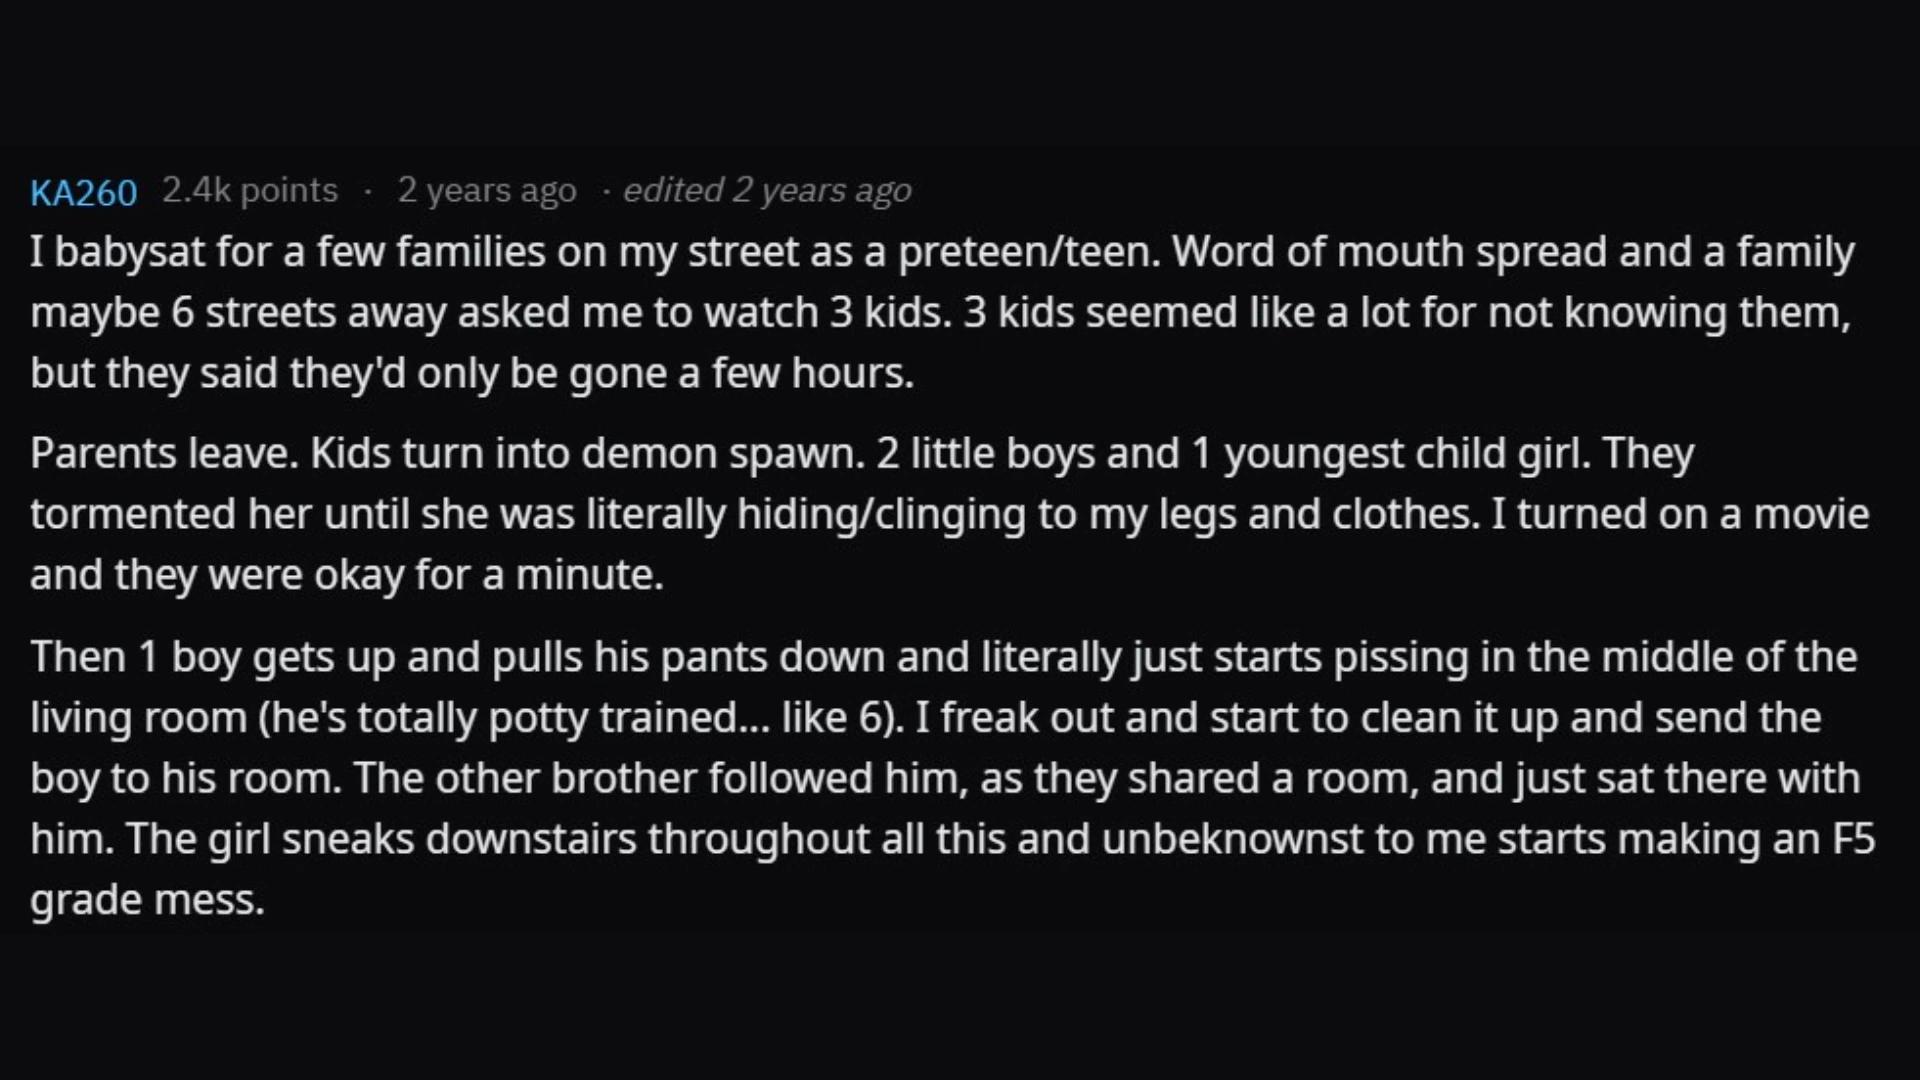 KA260 2.4k points · 2 years ago · edited 2 years ago
I babysat for a few families on my street as a preteen/teen. Word of mouth spread and a family
maybe 6 streets away asked me to watch 3 kids. 3 kids seemed like a lot for not knowing them,
but they said they'd only be gone a few hours.
Parents leave. Kids turn into demon spawn. 2 little boys and 1 youngest child girl. They
tormented her until she was literally hiding/clinging to my legs and clothes. I turned on a movie
and they were okay for a minute.
Then 1 boy gets up and pulls his pants down and literally just starts pissing in the middle of the
living room (he's totally potty trained... like 6). I freak out and start to clean it up and send the
boy to his room. The other brother followed him, as they shared a room, and just sat there with
him. The girl sneaks downstairs throughout all this and unbeknownst to me starts making an F5
grade mess.